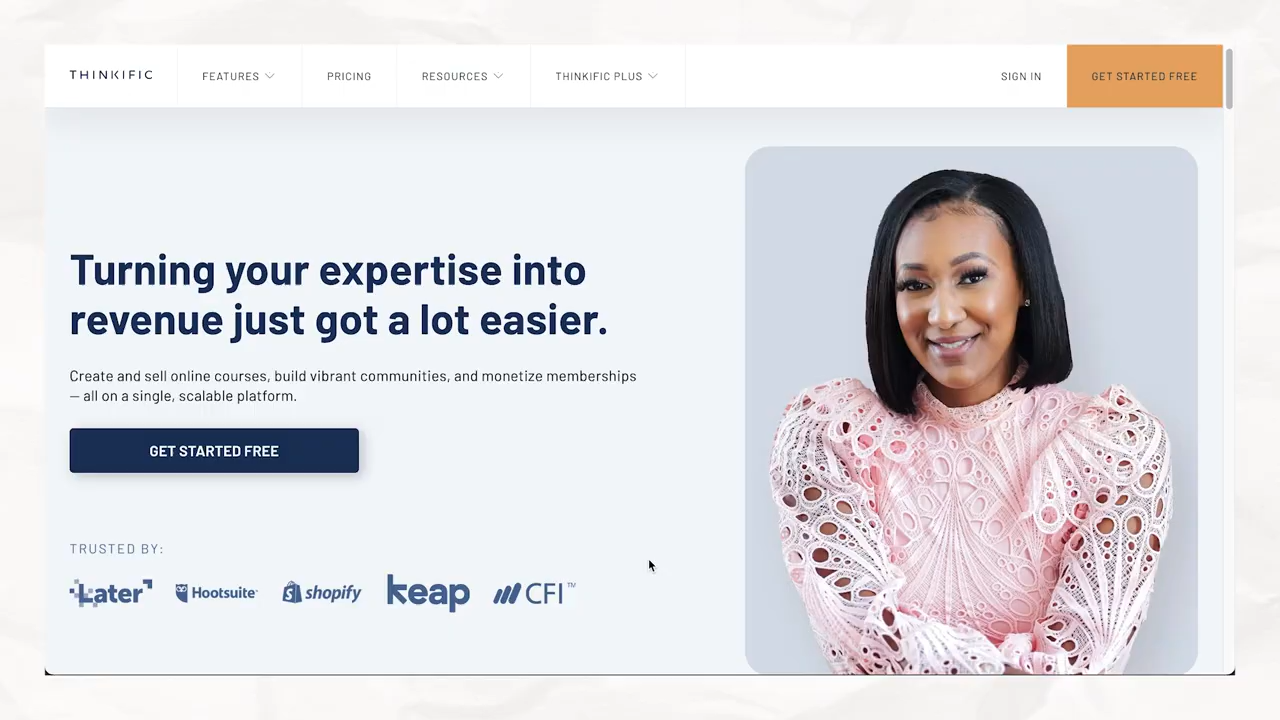 THINKIFIC
FEATURES
PRICING
RESOURCES
THINKIFIC PLUS
SIGN IN
GET STARTED FREE
Turning your expertise into
revenue just got a lot easier.
Create and sell online courses, build vibrant communities, and monetize memberships
– all on a single, scalable platform.
GET STARTED FREE
TRUSTED BY:
Later
Hootsuite
shopify
keap
CFI™